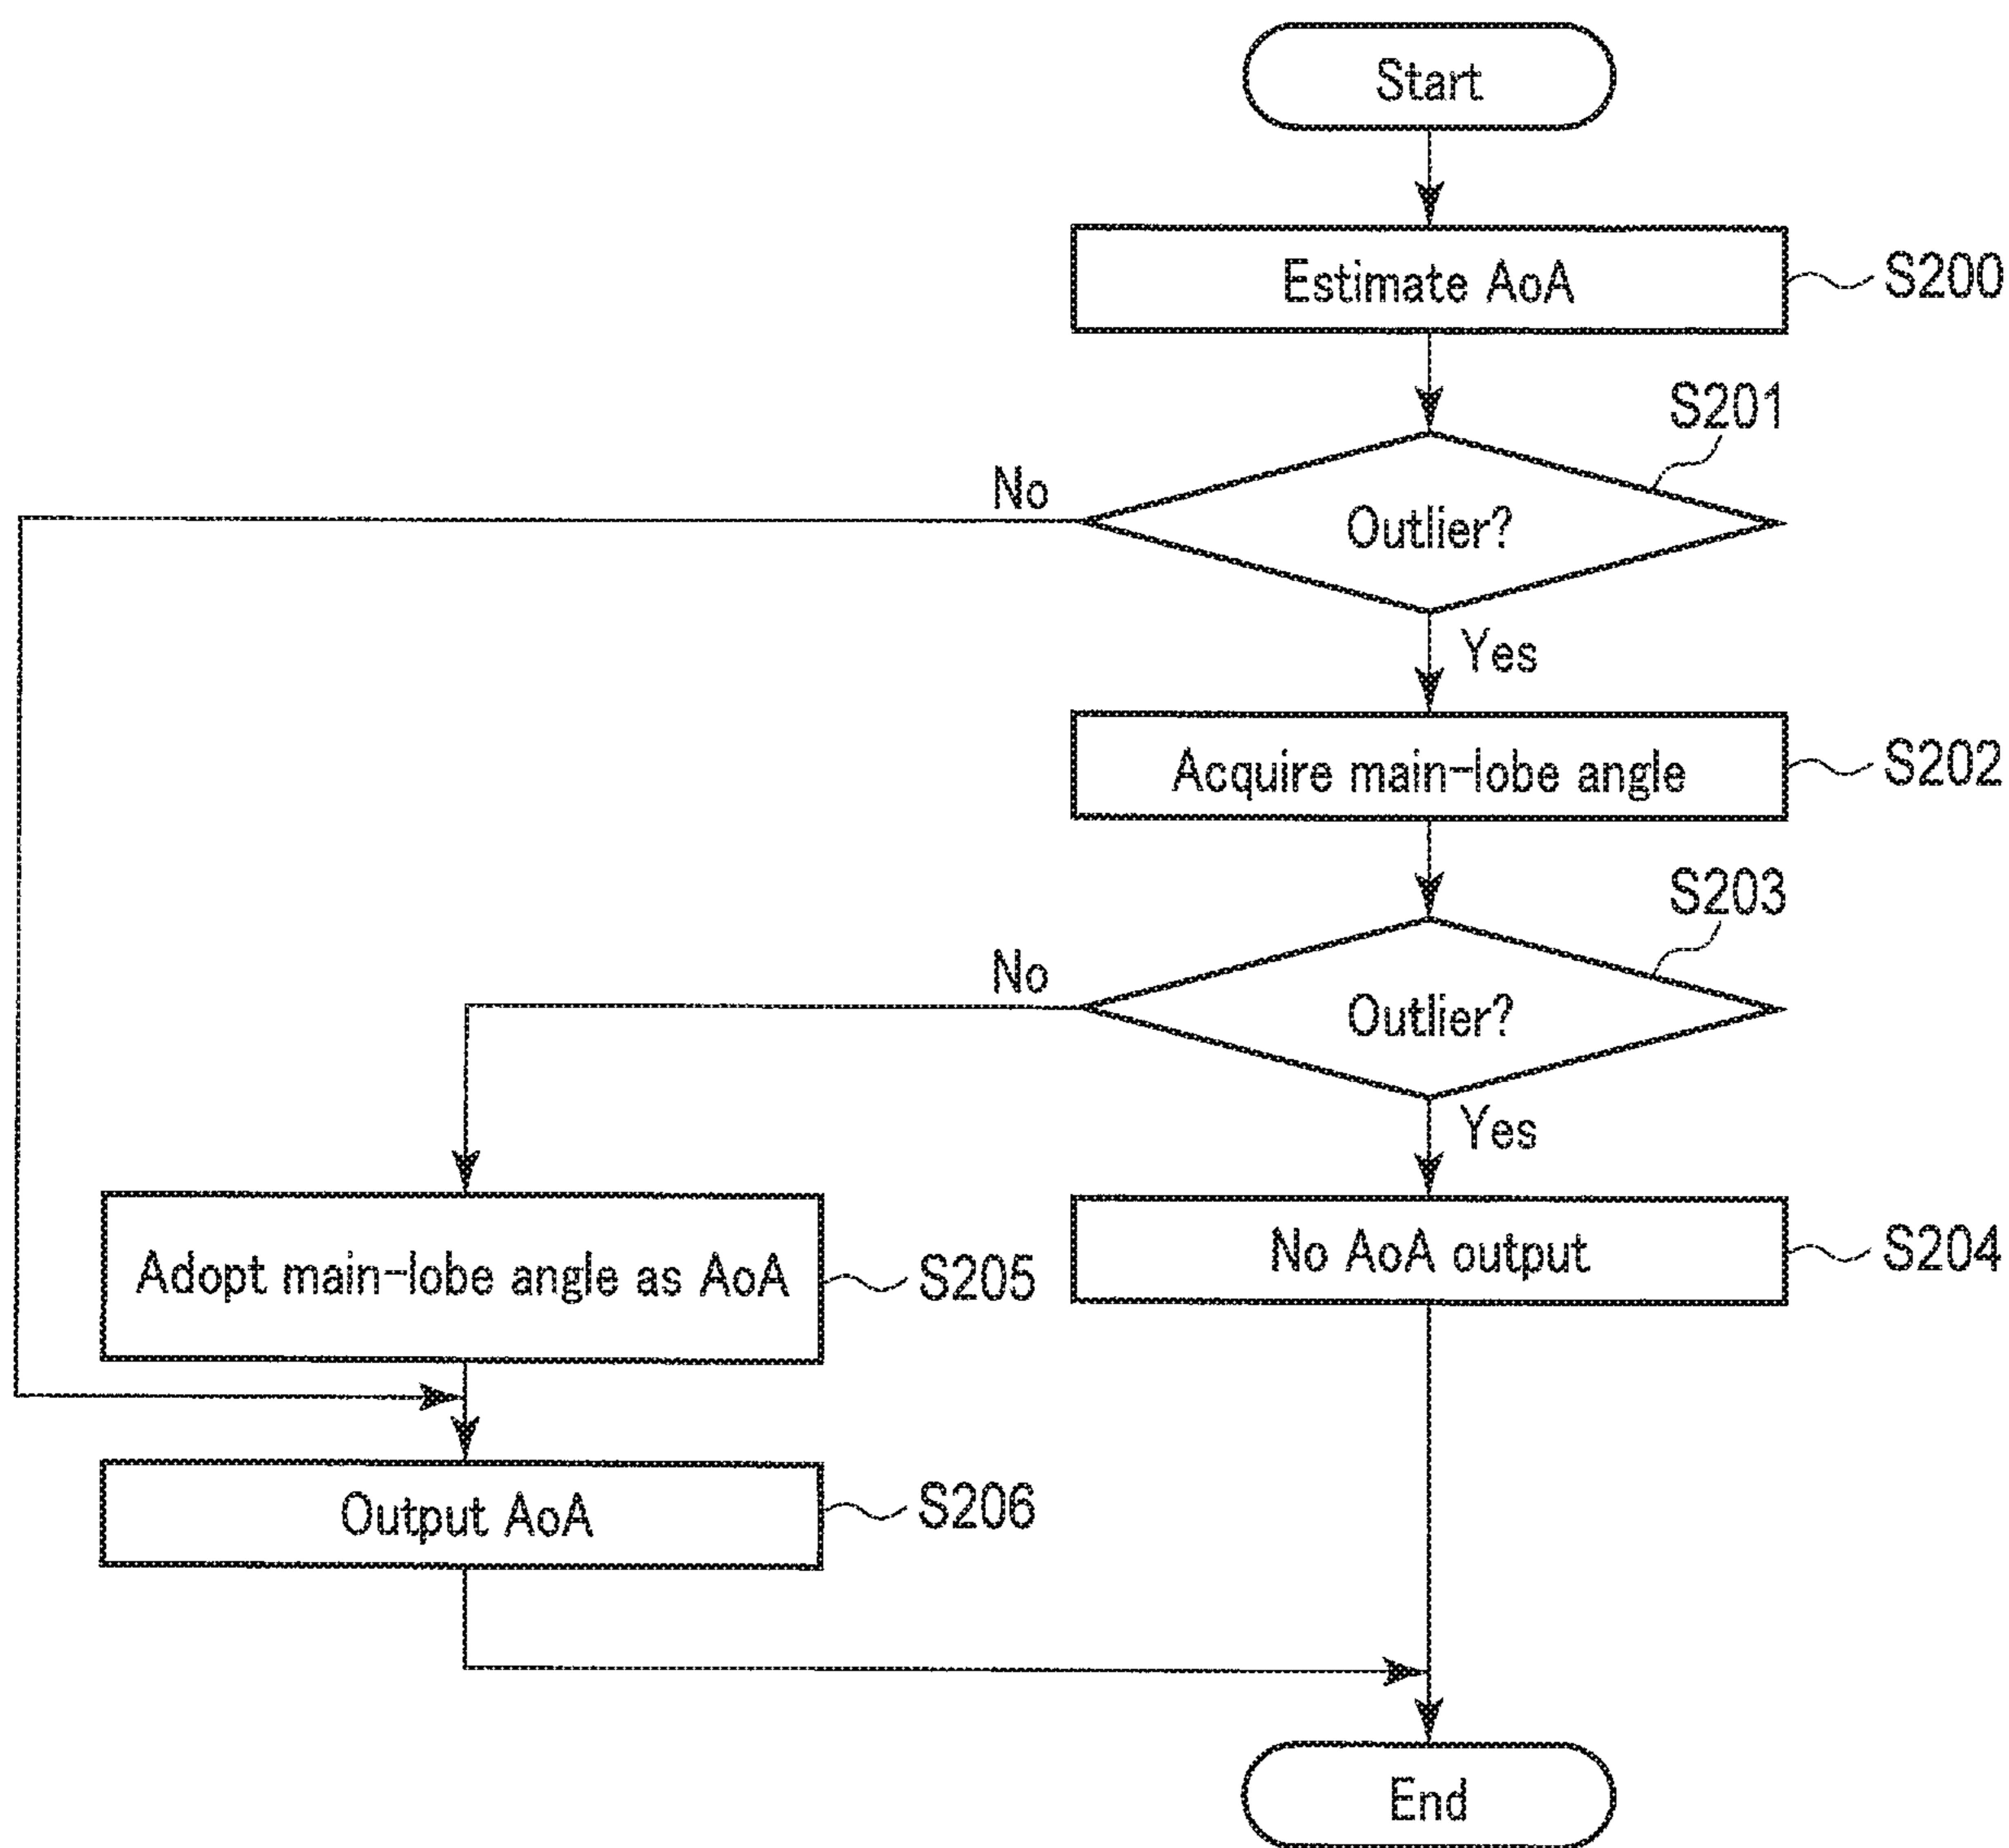 Start
Estimate AoA
S200
S201
No
Outlier?
Yes
Acquire main-lobe angle
S202
S203
No
Outlier?
Yes
Adopt main-lobe angle as AoA
S205
No AoA output
S204
Output AoA
S206
End